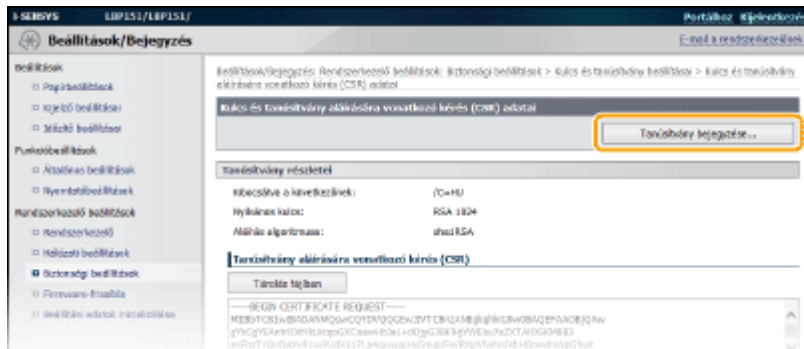 i-SENSYS LBP151/LBP151/
Portálhoz Kijelentkezés
Beállítások/Bejegyzés
E-mail a rendszerkezelőnek
Beállítások
Papírbeállítások
Kijelző beállításai
Időzítő beállításai
Funkcióbeállítások
Általános beállítások
Nyomtatóbeállítások
Rendszerkezelő beállítások
Rendszerkezelő
Hálózati beállítások
Biztonsági beállítások
Firmware-frissítés
Beállítási adatok inicializálása
Beállítások/Bejegyzés: Rendszerkezelő beállítások: Biztonsági beállítások > Kulcs és tanúsítvány beállításai > Kulcs és tanúsítvány
aláírására vonatkozó kérés (CSR) adatai
Kulcs és tanúsítvány aláírására vonatkozó kérés (CSR) adatai
Tanúsítvány bejegyzése...
Tanúsítvány részletei
Kibocsátva a következőnek: /C=HU
Nyilvános kulcs: RSA 1024
Aláírás algoritmusa: sha1RSA
Tanúsítvány aláírására vonatkozó kérés (CSR)
Tárolás fájlban
-----BEGIN CERTIFICATE REQUEST-----